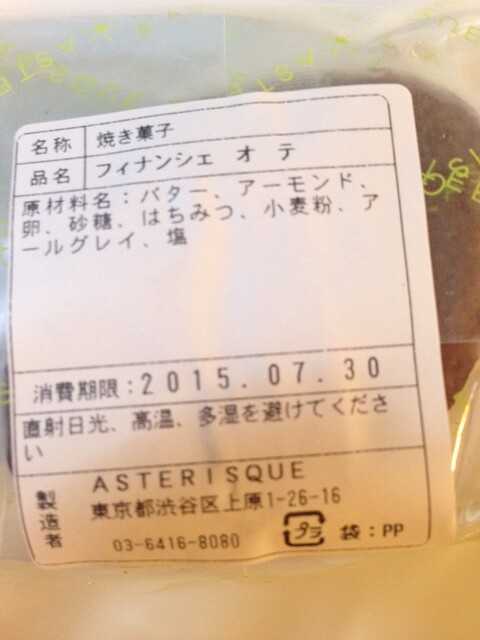 名称 焼き菓子
品名 フィナンシェ オ テ
原材料名：バター、アーモンド、
卵、砂糖、はちみつ、小麦粉、ア
ールグレイ、塩
消費期限：2015.07.30
直射日光、高温、多湿を避けてくださ
い
製造者
ASTERISQUE
東京都渋谷区上原1-26-16
03-6416-8080 プラ 袋：PP